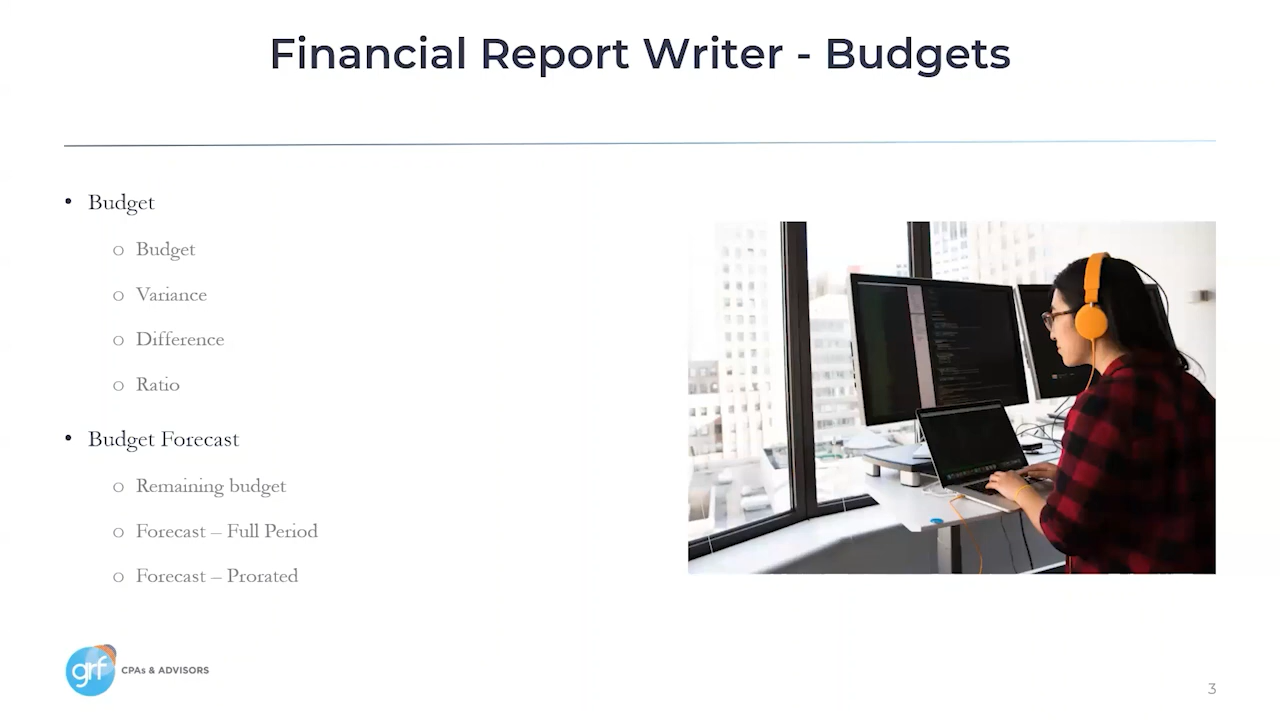 Financial Report Writer - Budgets
• Budget
o Budget
o Variance
o Difference
o Ratio
• Budget Forecast
o Remaining budget
o Forecast – Full Period
o Forecast – Prorated
grf CPAs & ADVISORS
3